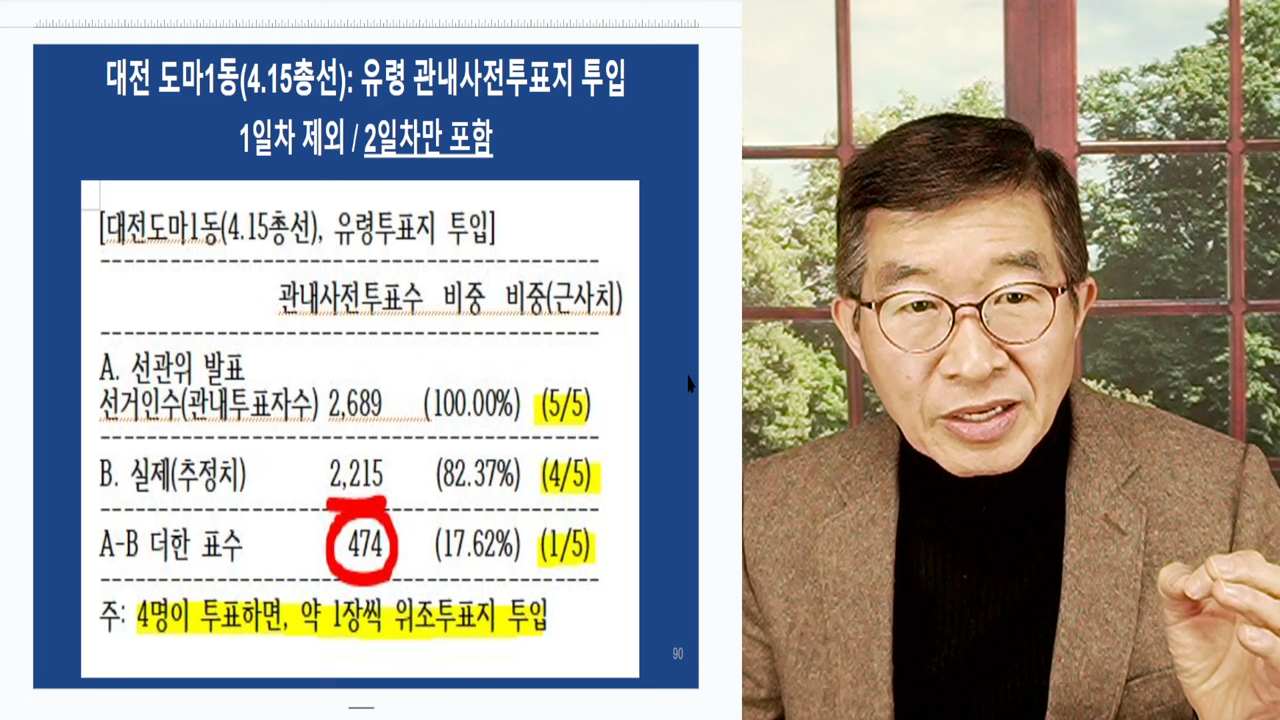 대전 도마1동(4.15총선): 유령 관내사전투표지 투입
1일차 제외 / 2일차만 포함
[대전도마1동(4.15총선), 유령투표지 투입]
관내사전투표수 비중 비중(근사치)
A. 선관위 발표
선거인수(관내투표자수) 2,689 (100.00%) (5/5)
B. 실제(추정치) 2,215 (82.37%) (4/5)
A-B 더한 표수 474 (17.62%) (1/5)
주: 4명이 투표하면, 약 1장씩 위조투표지 투입
90